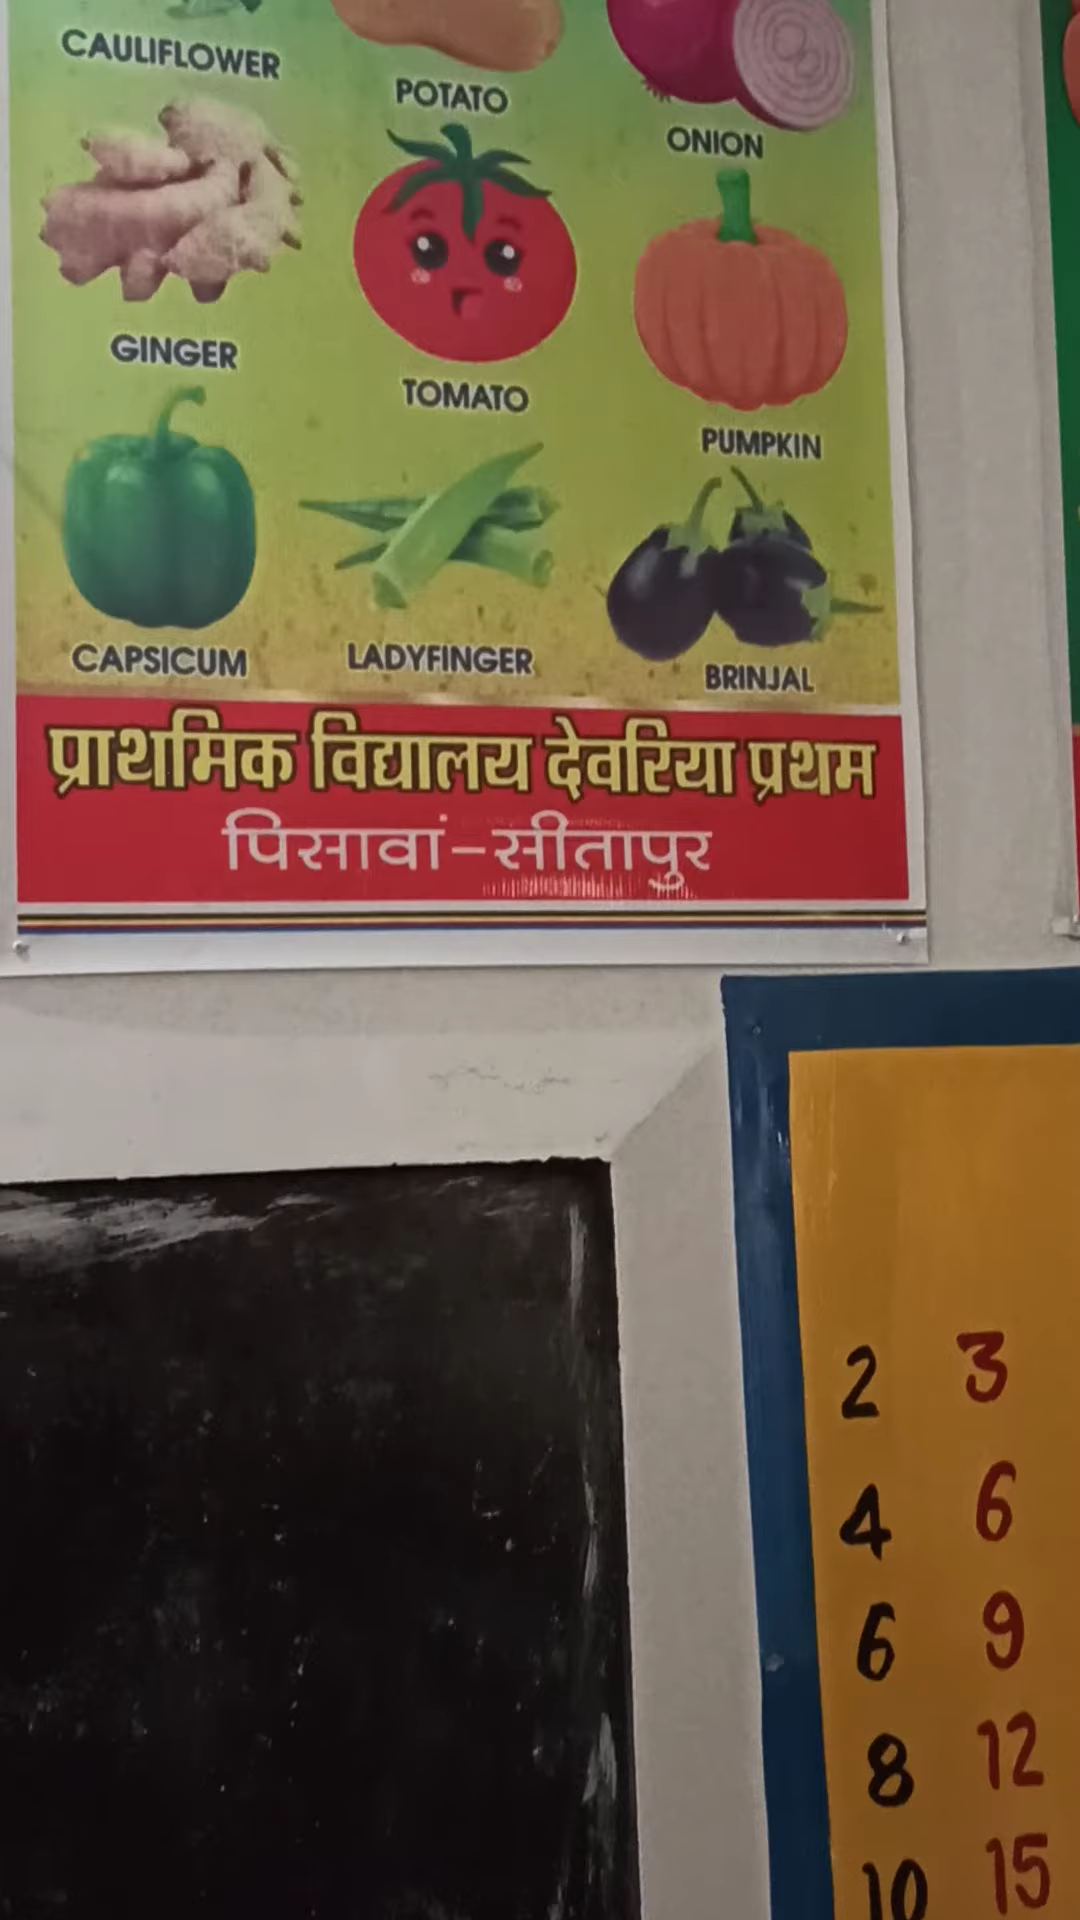 CAULIFLOWER POTATO ONION
GINGER TOMATO PUMPKIN
CAPSICUM LADYFINGER BRINJAL
प्राथमिक विद्यालय देवरिया प्रथम
पिसावां-सीतापुर
2 3
4 6
6 9
8 12
10 15